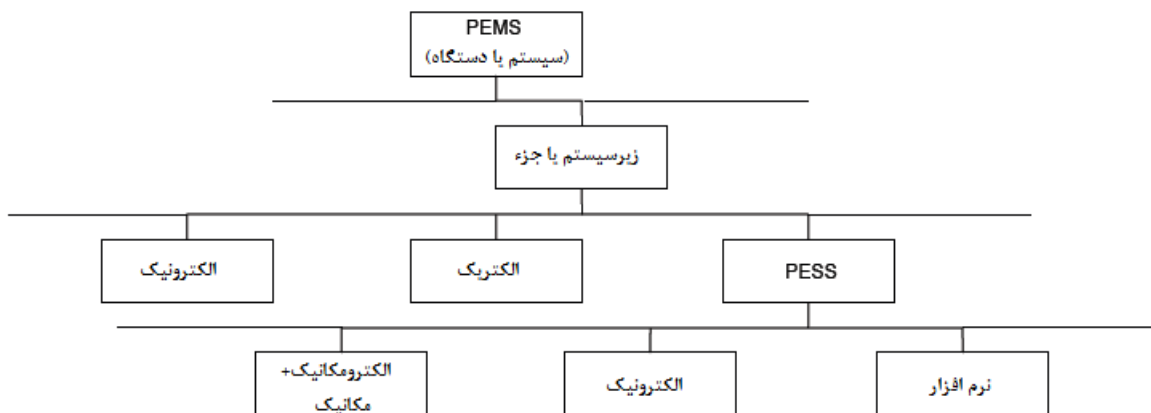 PEMS
(سیستم یا دستگاه)
زیرسیستم یا جزء
PESS
الکتریک
الکترونیک
نرم افزار
الکترونیک
الکترومکانیک+
مکانیک